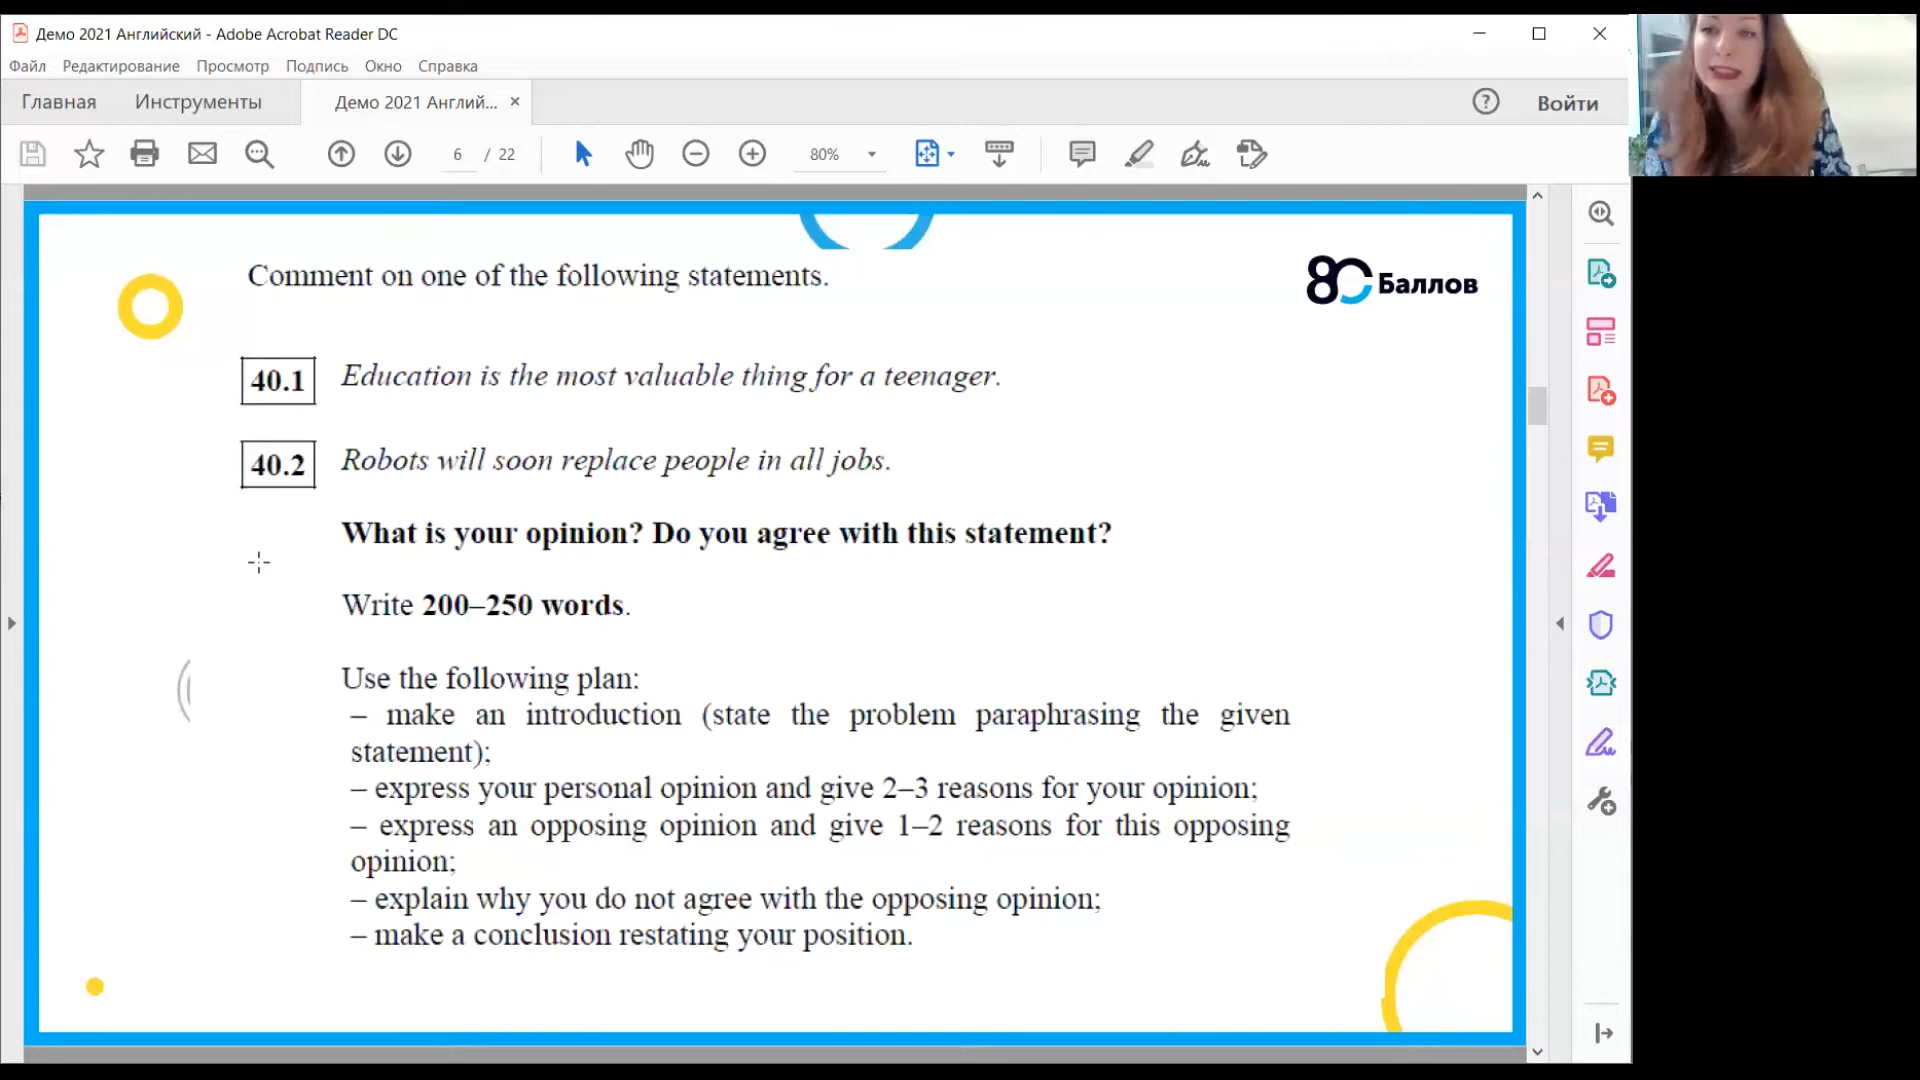 Демо 2021 Английский - Adobe Acrobat Reader DC
Файл Редактирование Просмотр Подпись Окно Справка
Главная Инструменты Демо 2021 Англий... × Войти
6 / 22 80%
80 Баллов
Comment on one of the following statements.
40.1 Education is the most valuable thing for a teenager.
40.2 Robots will soon replace people in all jobs.
What is your opinion? Do you agree with this statement?
Write 200–250 words.
Use the following plan:
– make an introduction (state the problem paraphrasing the given
statement);
– express your personal opinion and give 2–3 reasons for your opinion;
– express an opposing opinion and give 1–2 reasons for this opposing
opinion;
– explain why you do not agree with the opposing opinion;
– make a conclusion restating your position.